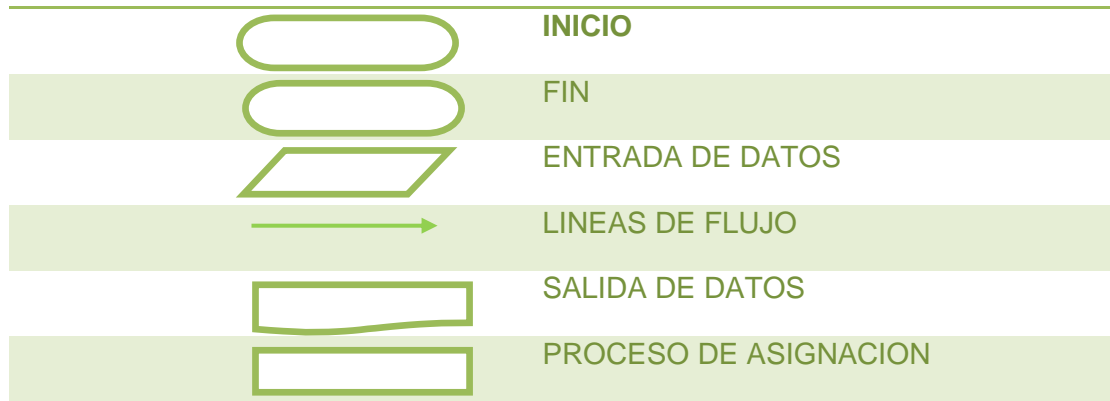 INICIO
FIN
ENTRADA DE DATOS
LINEAS DE FLUJO
SALIDA DE DATOS
PROCESO DE ASIGNACION